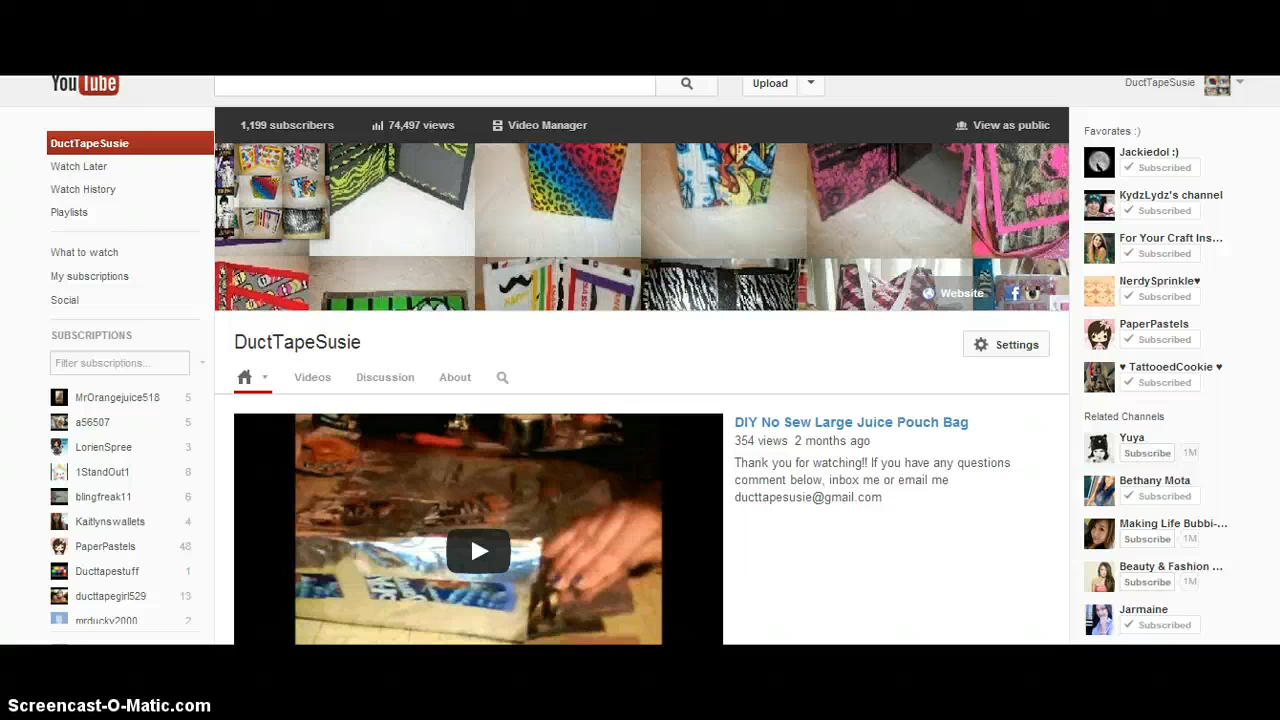 YouTube
Upload
DuctTapeSusie
1,199 subscribers
74,497 views
Video Manager
View as public
DuctTapeSusie
Watch Later
Watch History
Playlists
What to watch
My subscriptions
Social
SUBSCRIPTIONS
Filter subscriptions...
MrOrangejuice518 5
a56507 5
LorienSpree 3
1StandOut1 8
blingfreak11 6
Kaitlynswallets 4
PaperPastels 48
Ducttapestuff 1
ducttapegirl529 13
mrducky2000 2
Website
DuctTapeSusie
Settings
Videos
Discussion
About
DIY No Sew Large Juice Pouch Bag
354 views 2 months ago
Thank you for watching!! If you have any questions
comment below, inbox me or email me
ducttapesusie@gmail.com
Favorates :)
Jackiedol :)
Subscribed
KydzLydz's channel
Subscribed
For Your Craft Ins...
Subscribed
NerdySprinkle♥
Subscribed
PaperPastels
Subscribed
♥ TattooedCookie ♥
Subscribed
Related Channels
Yuya
Subscribe 1M
Bethany Mota
Subscribed
Making Life Bubbi-...
Subscribe 1M
Beauty & Fashion ...
Subscribe 1M
Jarmaine
Subscribed
Screencast-O-Matic.com